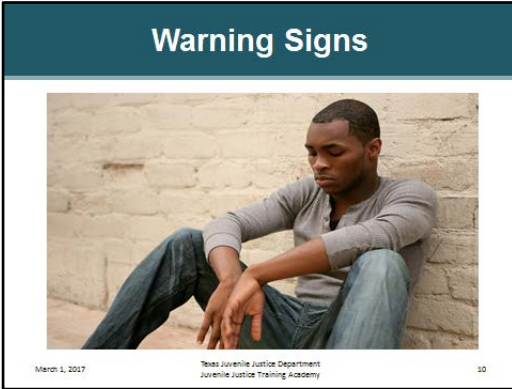 Warning Signs
March 1, 2017
Texas Juvenile Justice Department
Juvenile Justice Training Academy
10